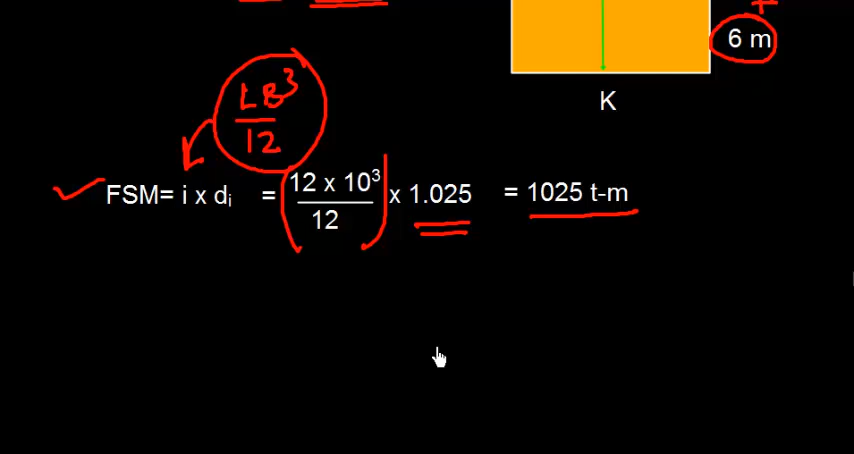 6 m
K
LB³
12
FSM= i x dᵢ = 12 x 10³ / 12 x 1.025 = 1025 t-m